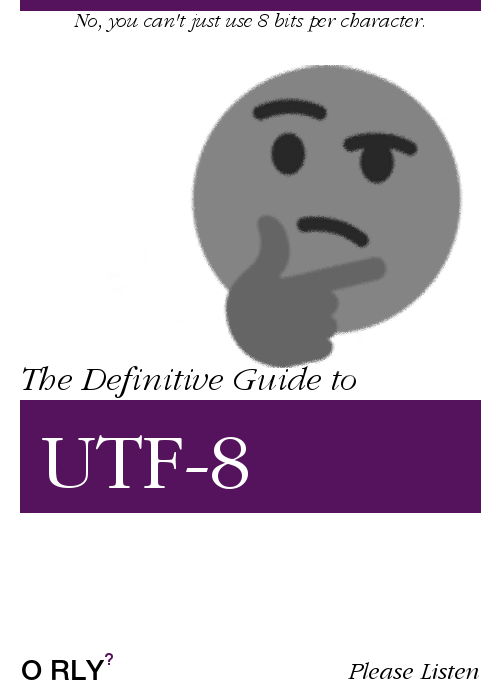 No, you can't just use 8 bits per character.
The Definitive Guide to
UTF-8
O RLY?
Please Listen